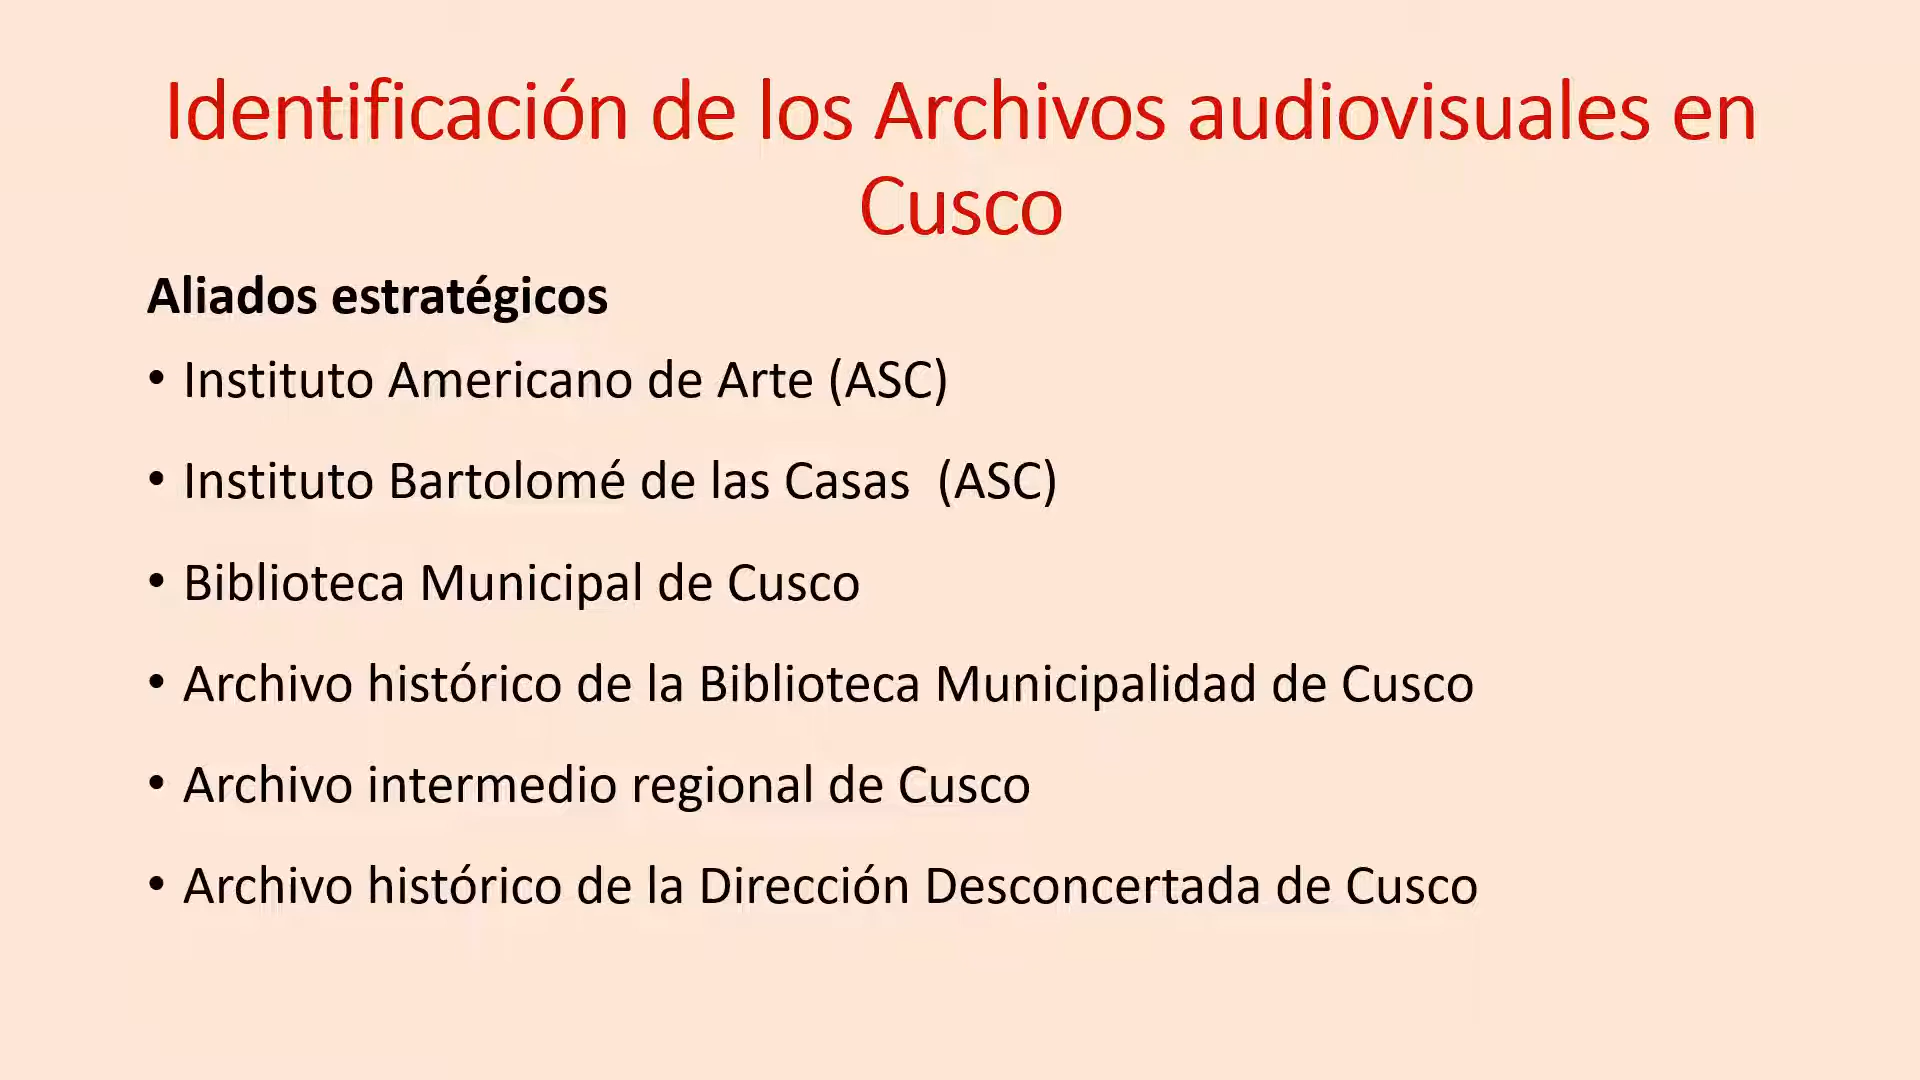 Identificación de los Archivos audiovisuales en
Cusco
Aliados estratégicos
• Instituto Americano de Arte (ASC)
• Instituto Bartolomé de las Casas  (ASC)
• Biblioteca Municipal de Cusco
• Archivo histórico de la Biblioteca Municipalidad de Cusco
• Archivo intermedio regional de Cusco
• Archivo histórico de la Dirección Desconcertada de Cusco